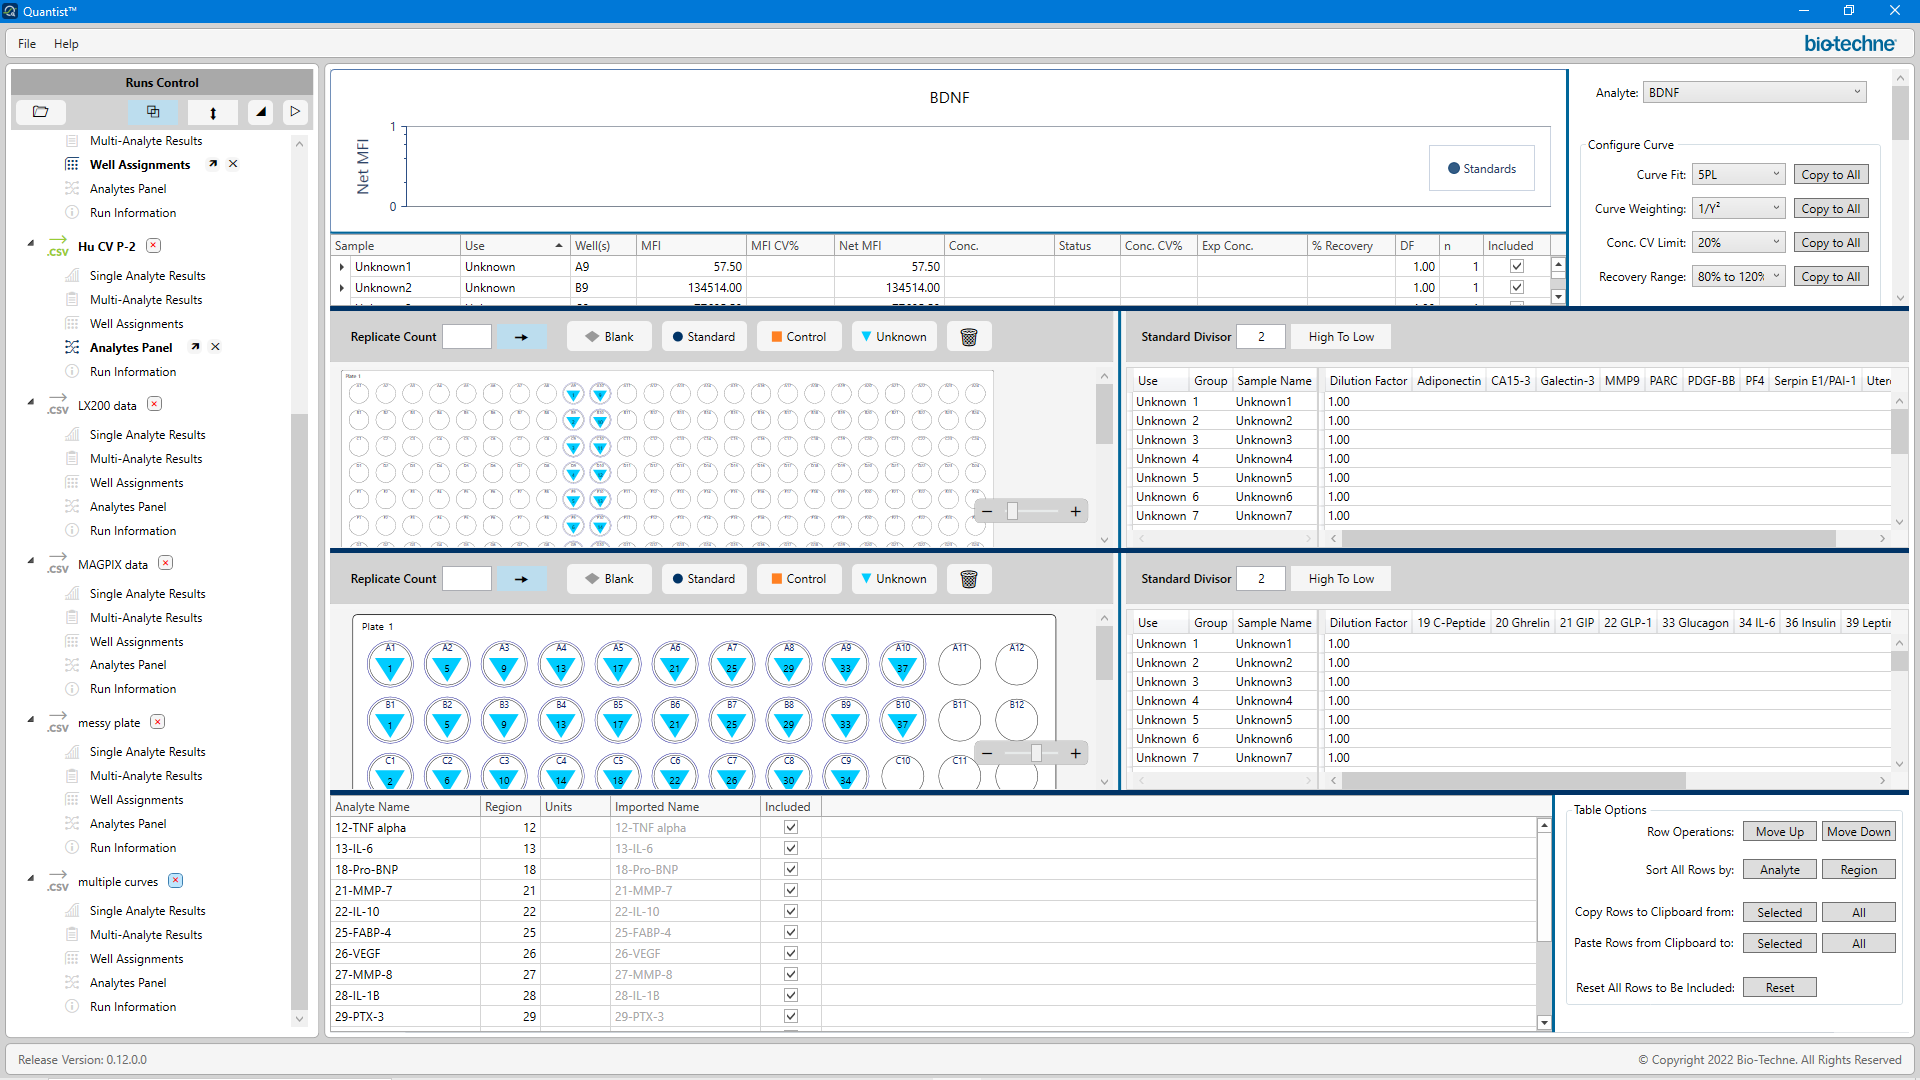 Quantist™
File Help
bio-techne
Runs Control
Multi-Analyte Results
Well Assignments
Analytes Panel
Run Information
.CSV Hu CV P-2
Single Analyte Results
Multi-Analyte Results
Well Assignments
Analytes Panel
Run Information
.CSV LX200 data
Single Analyte Results
Multi-Analyte Results
Well Assignments
Analytes Panel
Run Information
.CSV MAGPIX data
Single Analyte Results
Multi-Analyte Results
Well Assignments
Analytes Panel
Run Information
.CSV messy plate
Single Analyte Results
Multi-Analyte Results
Well Assignments
Analytes Panel
Run Information
.CSV multiple curves
Single Analyte Results
Multi-Analyte Results
Well Assignments
Analytes Panel
Run Information
BDNF
Net MFI
1
0
Standards
Sample Use Well(s) MFI MFI CV% Net MFI Conc. Status Conc. CV% Exp Conc. % Recovery DF n Included
Unknown1 Unknown A9 57.50 57.50 1.00 1
Unknown2 Unknown B9 134514.00 134514.00 1.00 1
Analyte: BDNF
Configure Curve
Curve Fit: 5PL Copy to All
Curve Weighting: 1/Y² Copy to All
Conc. CV Limit: 20% Copy to All
Recovery Range: 80% to 120% Copy to All
Replicate Count Blank Standard Control Unknown
Plate 1
Standard Divisor 2 High To Low
Use Group Sample Name Dilution Factor Adiponectin CA15-3 Galectin-3 MMP9 PARC PDGF-BB PF4 Serpin E1/PAI-1 Uter
Unknown 1 Unknown1 1.00
Unknown 2 Unknown2 1.00
Unknown 3 Unknown3 1.00
Unknown 4 Unknown4 1.00
Unknown 5 Unknown5 1.00
Unknown 6 Unknown6 1.00
Unknown 7 Unknown7 1.00
Replicate Count Blank Standard Control Unknown
Plate 1
A1 A2 A3 A4 A5 A6 A7 A8 A9 A10 A11 A12
1 5 9 13 17 21 25 29 33 37
B1 B2 B3 B4 B5 B6 B7 B8 B9 B10 B11 B12
1 5 9 13 17 21 25 29 33 37
C1 C2 C3 C4 C5 C6 C7 C8 C9 C10 C11
2 6 10 14 18 22 26 30 34
Standard Divisor 2 High To Low
Use Group Sample Name Dilution Factor 19 C-Peptide 20 Ghrelin 21 GIP 22 GLP-1 33 Glucagon 34 IL-6 36 Insulin 39 Leptin
Unknown 1 Unknown1 1.00
Unknown 2 Unknown2 1.00
Unknown 3 Unknown3 1.00
Unknown 4 Unknown4 1.00
Unknown 5 Unknown5 1.00
Unknown 6 Unknown6 1.00
Unknown 7 Unknown7 1.00
Analyte Name Region Units Imported Name Included
12-TNF alpha 12 12-TNF alpha
13-IL-6 13 13-IL-6
18-Pro-BNP 18 18-Pro-BNP
21-MMP-7 21 21-MMP-7
22-IL-10 22 22-IL-10
25-FABP-4 25 25-FABP-4
26-VEGF 26 26-VEGF
27-MMP-8 27 27-MMP-8
28-IL-1B 28 28-IL-1B
29-PTX-3 29 29-PTX-3
Table Options
Row Operations: Move Up Move Down
Sort All Rows by: Analyte Region
Copy Rows to Clipboard from: Selected All
Paste Rows from Clipboard to: Selected All
Reset All Rows to Be Included: Reset
Release Version: 0.12.0.0
© Copyright 2022 Bio-Techne. All Rights Reserved